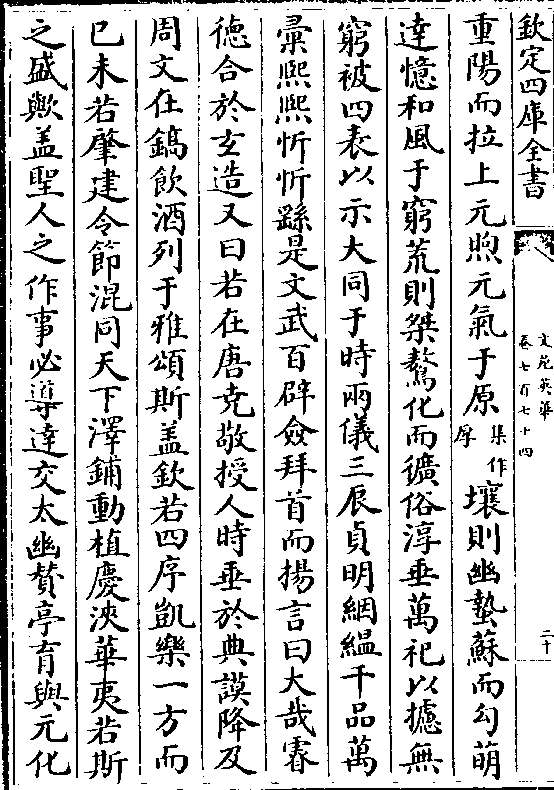 欽定四庫全書
文苑英華
卷七百七十四
二十
重陽而拉上元煦元氣于原集作厚壤則幽蟄蘇而勾萌
達憶和風于窮荒則桀驁化而獷俗淳垂萬祀以攄無
窮被四表以示大同于時兩儀三辰貞明絪緼千品萬
彚熙熙忻忻繇是文武百辟僉拜首而揚言曰大哉睿
徳合於玄造又曰若在唐尭敬授人時垂於典謨降及
周文在鎬飲酒列于雅頌斯盖欽若四序凱樂一方而
已未若肇建令節混同天下澤鋪動植慶浹華夷若斯
之盛歟盖聖人之作事必導達交太幽賛亭育與元化